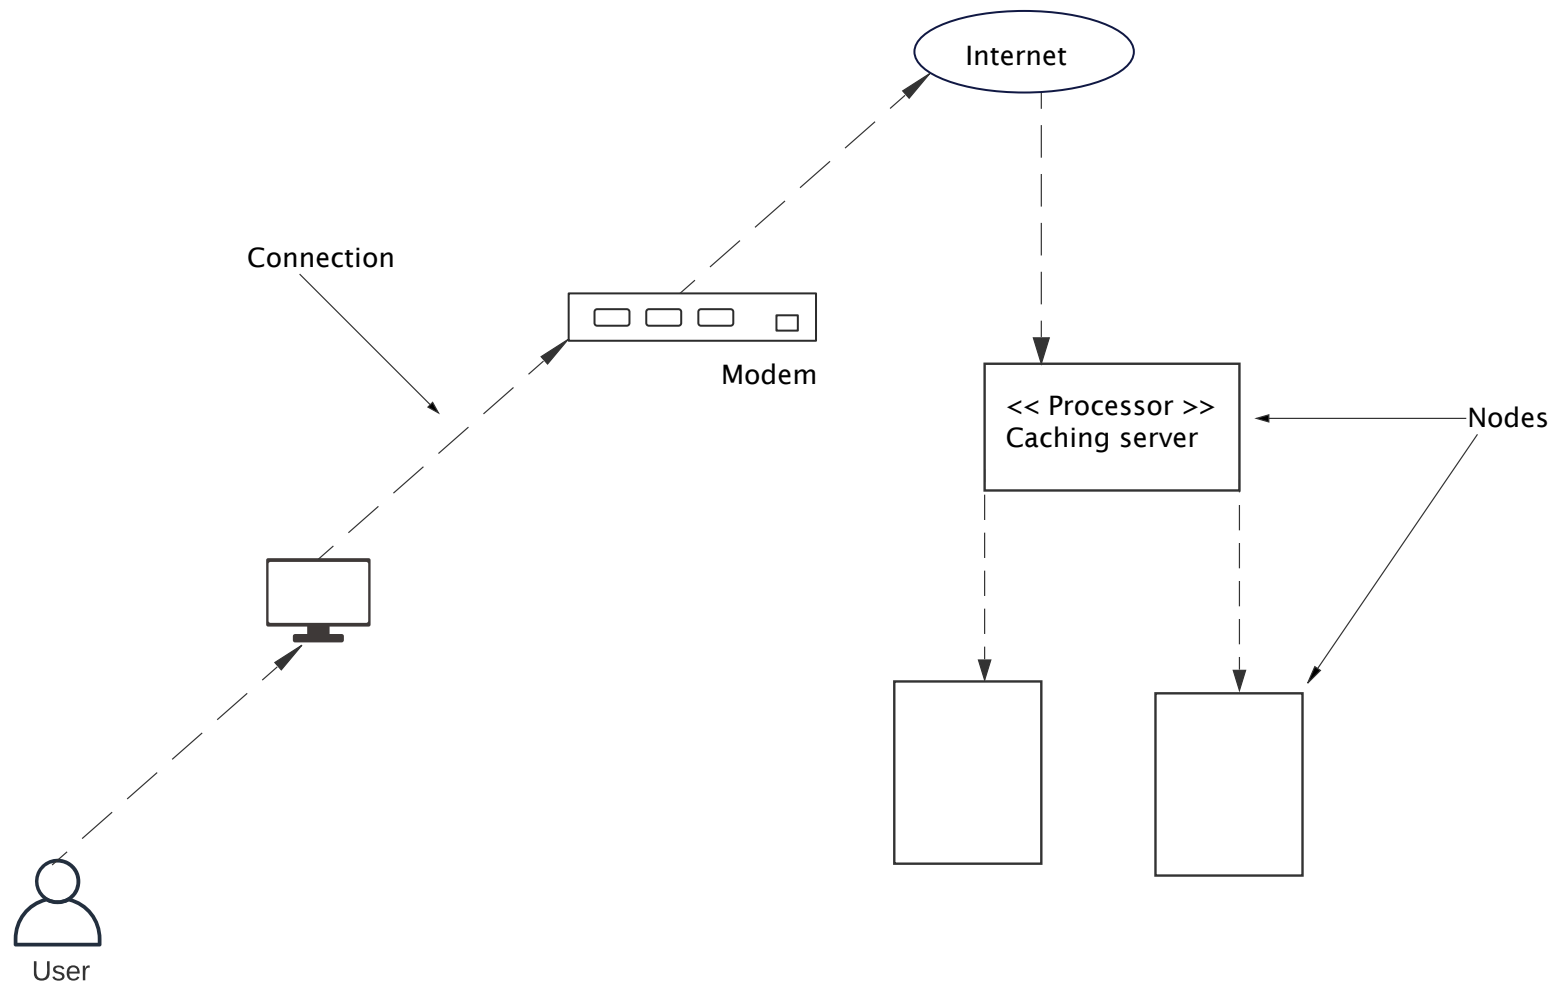 Internet
Connection
Modem
<< Processor >>
Caching server
Nodes
User